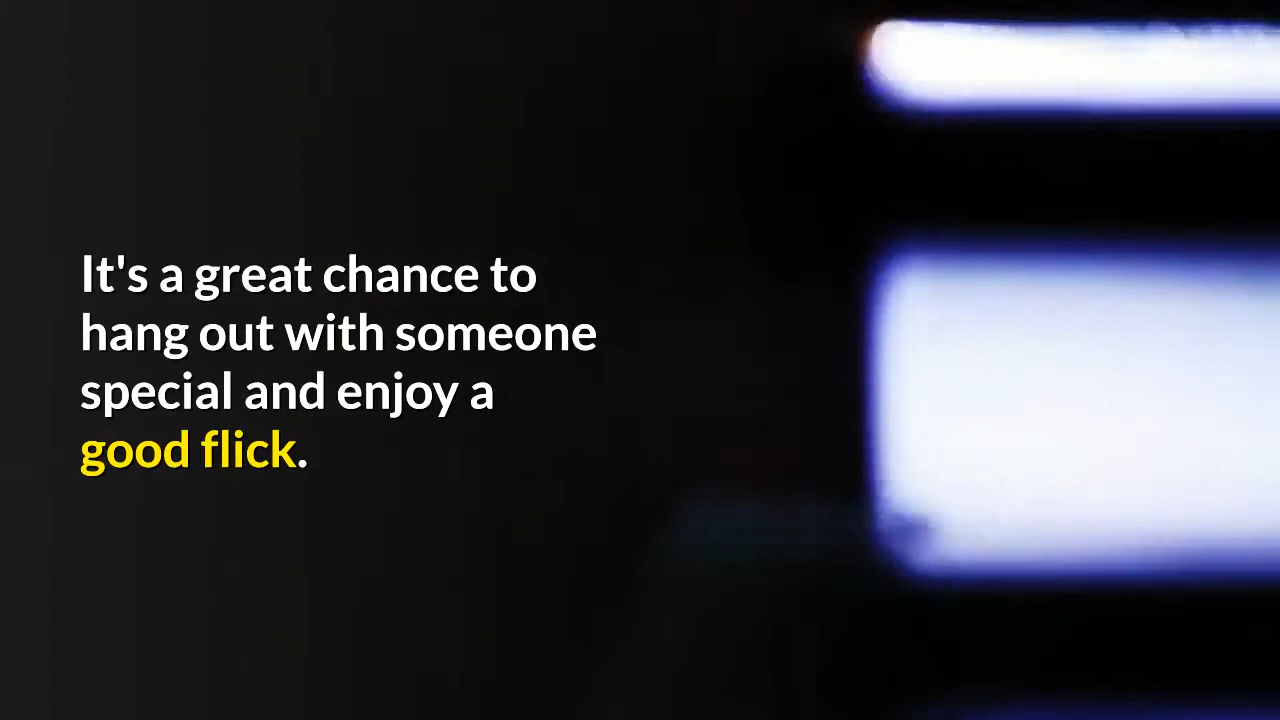 It's a great chance to
hang out with someone
special and enjoy a
good flick.